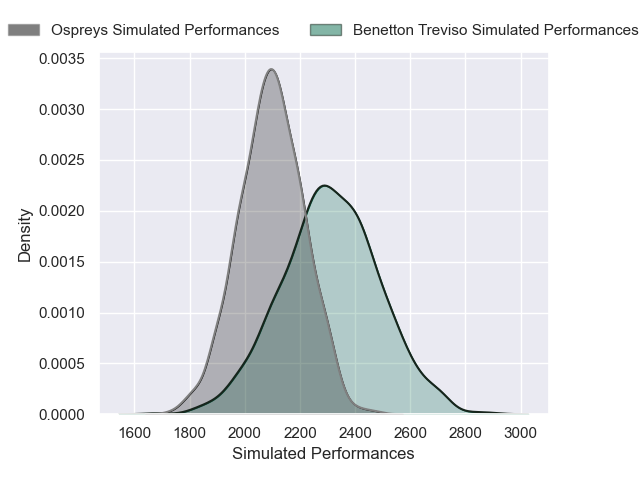 Ospreys Simulated Performances Benetton Treviso Simulated Performances
0.0035
0.0030
0.0025
0.0020
0.0015
0.0010
0.0005
0.0000
Density
1600 1800 2000 2200 2400 2600 2800 3000
Simulated Performances